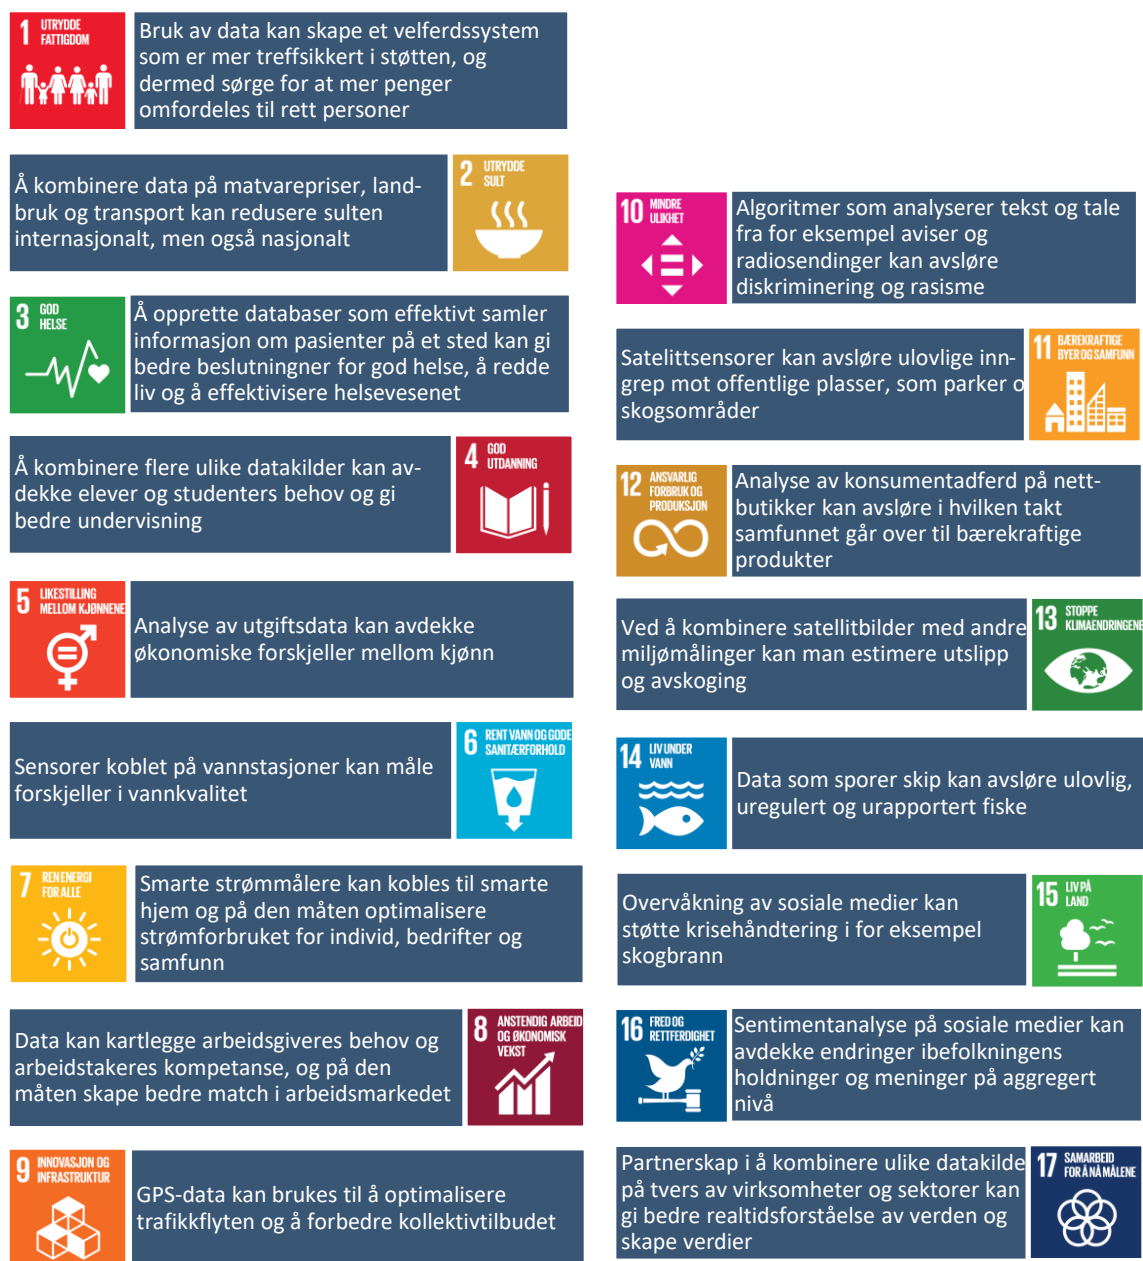 1 UTRYDDE
FATTIGDOM
Bruk av data kan skape et velferdssystem
som er mer treffsikkert i støtten, og
dermed sørge for at mer penger
omfordeles til rett personer
Å kombinere data på matvarepriser, land-
bruk og transport kan redusere sulten
internasjonalt, men også nasjonalt
2 UTRYDDE
SULT
3 GOD
HELSE
Å opprette databaser som effektivt samler
informasjon om pasienter på et sted kan gi
bedre beslutningner for god helse, å redde
liv og å effektivisere helsevesenet
Å kombinere flere ulike datakilder kan av-
dekke elever og studenters behov og gi
bedre undervisning
4 GOD
UTDANNING
5 LIKESTILLING
MELLOM KJØNNENE
Analyse av utgiftsdata kan avdekke
økonomiske forskjeller mellom kjønn
Sensorer koblet på vannstasjoner kan måle
forskjeller i vannkvalitet
6 RENT VANN OG GODE
SANITÆRFORHOLD
7 REN ENERGI
FOR ALLE
Smarte strømmålere kan kobles til smarte
hjem og på den måten optimalisere
strømforbruket for individ, bedrifter og
samfunn
Data kan kartlegge arbeidsgiveres behov og
arbeidstakeres kompetanse, og på den
måten skape bedre match i arbeidsmarkedet
8 ANSTENDIG ARBEID
OG ØKONOMISK
VEKST
9 INNOVASJON OG
INFRASTRUKTUR
GPS-data kan brukes til å optimalisere
trafikkflyten og å forbedre kollektivtilbudet
10 MINDRE
ULIKHET
Algoritmer som analyserer tekst og tale
fra for eksempel aviser og
radiosendinger kan avsløre
diskriminering og rasisme
Satelittsensorer kan avsløre ulovlige inn-
grep mot offentlige plasser, som parker o
skogsområder
11 BÆREKRAFTIGE
BYER OG SAMFUNN
12 ANSVARLIG
FORBRUK OG
PRODUKSJON
Analyse av konsumentadferd på nett-
butikker kan avsløre i hvilken takt
samfunnet går over til bærekraftige
produkter
Ved å kombinere satellitbilder med andre
miljømålinger kan man estimere utslipp
og avskoging
13 STOPPE
KLIMAENDRINGENE
14 LIV UNDER
VANN
Data som sporer skip kan avsløre ulovlig,
uregulert og urapportert fiske
Overvåkning av sosiale medier kan
støtte krisehåndtering i for eksempel
skogbrann
15 LIV PÅ
LAND
16 FRED OG
RETTFERDIGHET
Sentimentanalyse på sosiale medier kan
avdekke endringer ibefolkningens
holdninger og meninger på aggregert
nivå
Partnerskap i å kombinere ulike datakilde
på tvers av virksomheter og sektorer kan
gi bedre realtidsforståelse av verden og
skape verdier
17 SAMARBEID
FOR Å NÅ MÅLENE